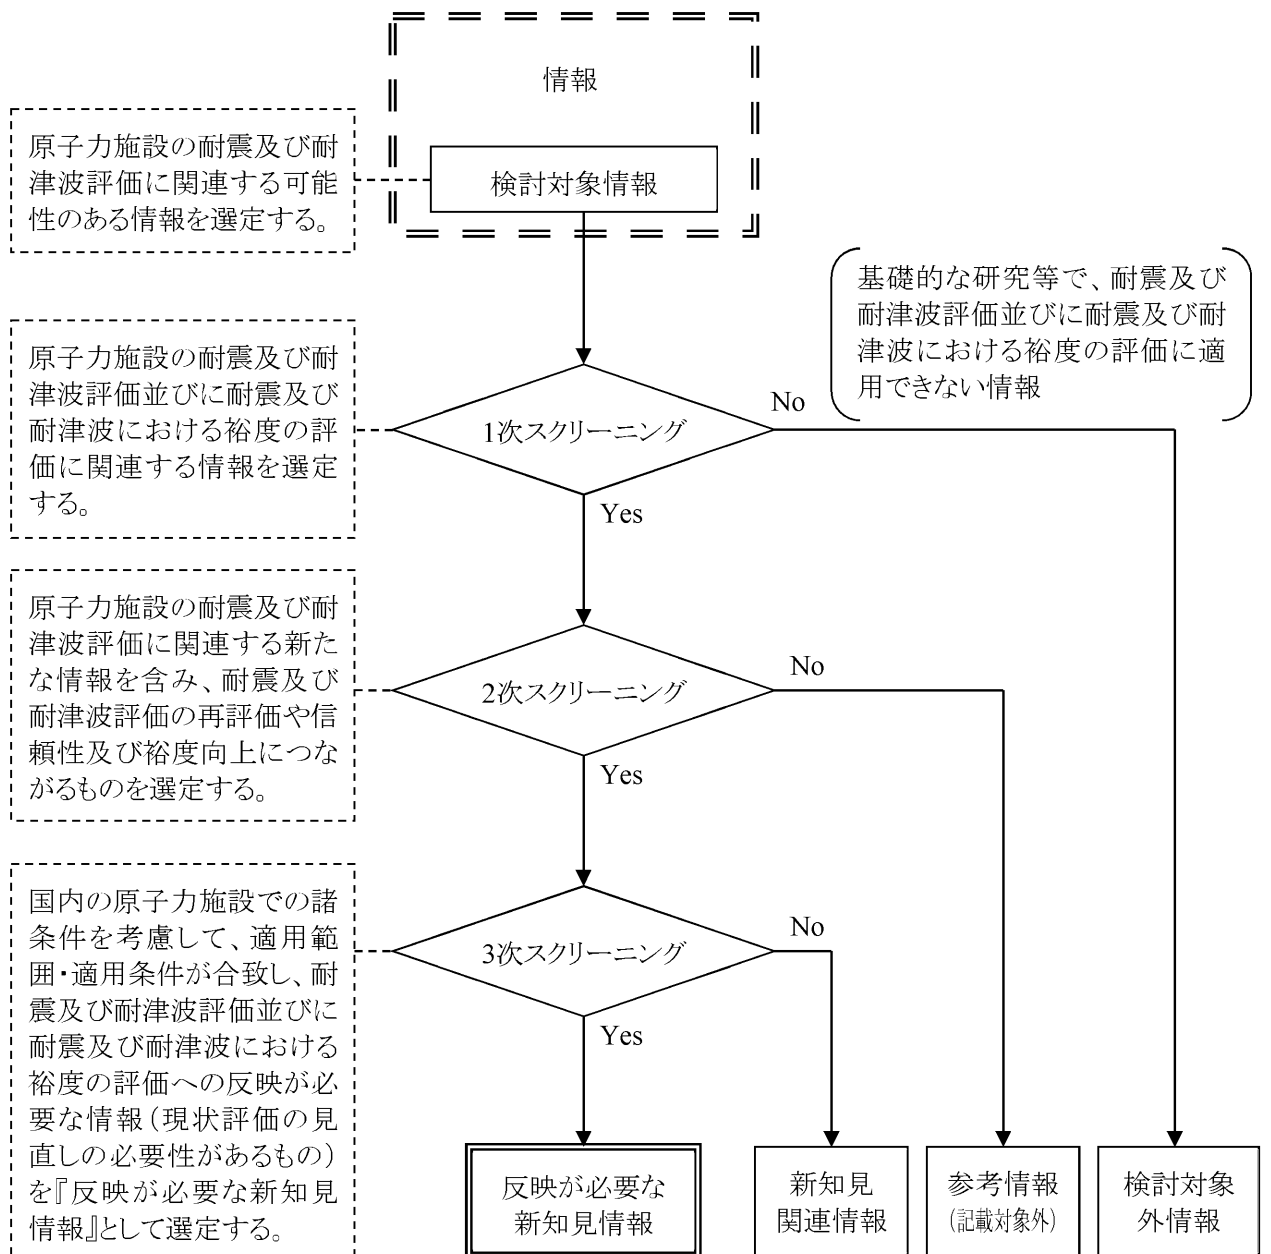 情報
検討対象情報
原子力施設の耐震及び耐
津波評価に関連する可能
性のある情報を選定する。
基礎的な研究等で、耐震及び
耐津波評価並びに耐震及び耐
津波における裕度の評価に適
用できない情報
原子力施設の耐震及び耐
津波評価並びに耐震及び
耐津波における裕度の評
価に関連する情報を選定
する。
1次スクリーニング
No
Yes
原子力施設の耐震及び耐
津波評価に関連する新た
な情報を含み、耐震及び
耐津波評価の再評価や信
頼性及び裕度向上につな
がるものを選定する。
2次スクリーニング
No
Yes
国内の原子力施設での諸
条件を考慮して、適用範
囲・適用条件が合致し、耐
震及び耐津波評価並びに
耐震及び耐津波における
裕度の評価への反映が必
要な情報(現状評価の見
直しの必要性があるもの)
を『反映が必要な新知見
情報』として選定する。
3次スクリーニング
No
Yes
反映が必要な
新知見情報
新知見
関連情報
参考情報
(記載対象外)
検討対象
外情報